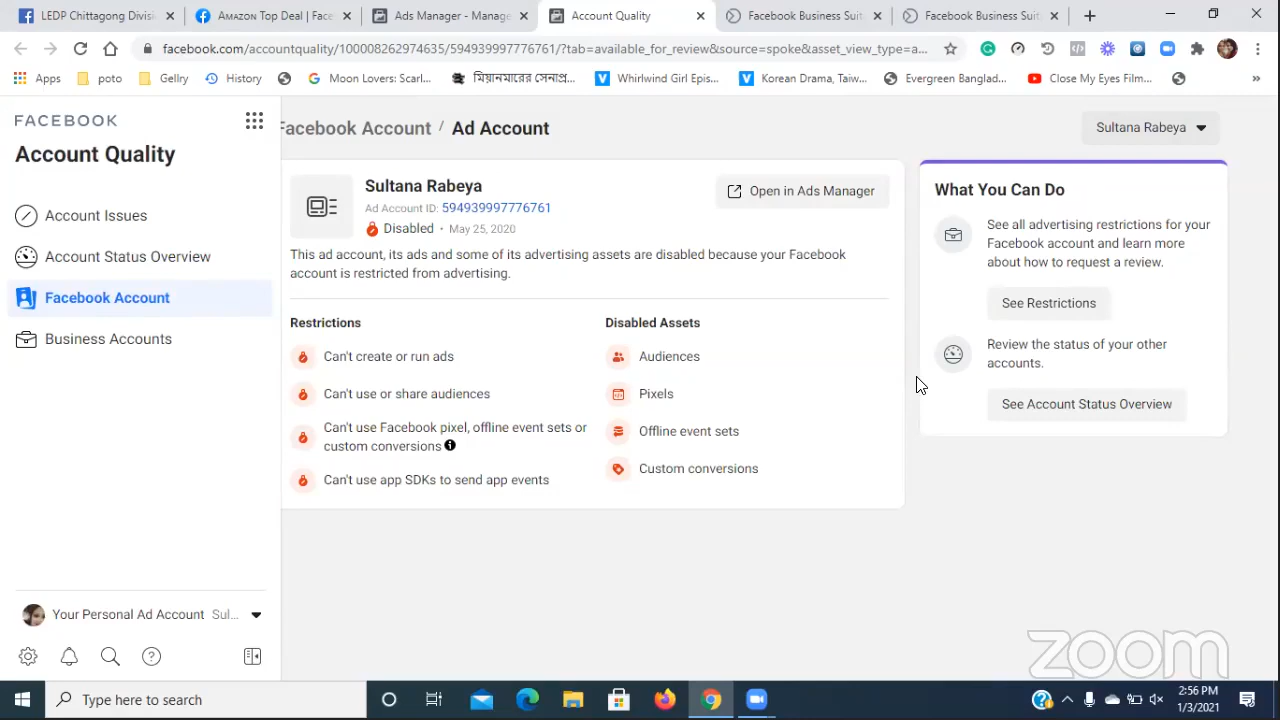 LEDP Chittagong Divisi
Amazon Top Deal | Face
Ads Manager - Manage
Account Quality
Facebook Business Suit
Facebook Business Suit
facebook.com/accountquality/100008262974635/594939997776761/?tab=available_for_review&source=spoke&asset_view_type=a...
Apps
poto
Gellry
History
Moon Lovers: Scarl...
মিয়ানমারের সেনাপ্র...
Whirlwind Girl Epis...
Korean Drama, Taiw...
Evergreen Banglad...
Close My Eyes Film...
»
FACEBOOK
Account Quality
Account Issues
Account Status Overview
Facebook Account
Business Accounts
Your Personal Ad Account Sul...
Facebook Account / Ad Account
Sultana Rabeya
Sultana Rabeya
Ad Account ID: 594939997776761
Disabled · May 25, 2020
Open in Ads Manager
This ad account, its ads and some of its advertising assets are disabled because your Facebook
account is restricted from advertising.
Restrictions
Can't create or run ads
Can't use or share audiences
Can't use Facebook pixel, offline event sets or
custom conversions
Can't use app SDKs to send app events
Disabled Assets
Audiences
Pixels
Offline event sets
Custom conversions
What You Can Do
See all advertising restrictions for your
Facebook account and learn more
about how to request a review.
See Restrictions
Review the status of your other
accounts.
See Account Status Overview
zoom
Type here to search
2:56 PM
1/3/2021